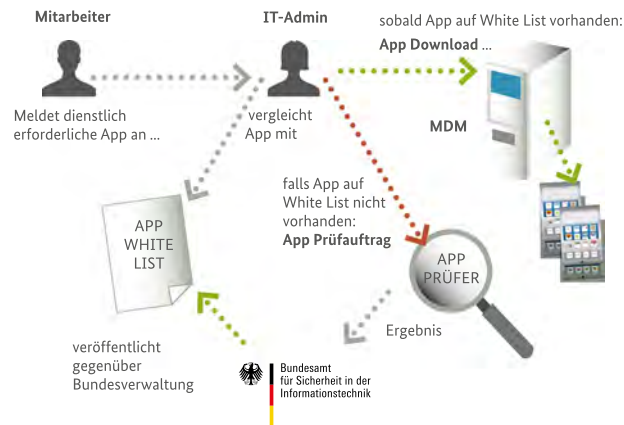 Mitarbeiter
IT-Admin
sobald App auf White List vorhanden:
App Download ...
Meldet dienstlich
erforderliche App an ...
vergleicht
App mit
MDM
falls App auf
White List nicht
vorhanden:
App Prüfauftrag
APP
WHITE
LIST
APP
PRÜFER
Ergebnis
veröffentlicht
gegenüber
Bundesverwaltung
Bundesamt
für Sicherheit in der
Informationstechnik